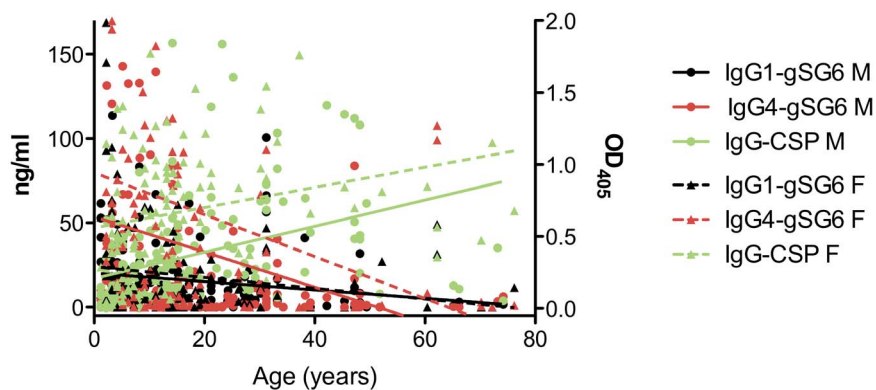 150
100
50
0
ng/ml
2.0
1.5
1.0
0.5
0.0
OD405
0 20 40 60 80
Age (years)
IgG1-gSG6 M
IgG4-gSG6 M
IgG-CSP M
IgG1-gSG6 F
IgG4-gSG6 F
IgG-CSP F